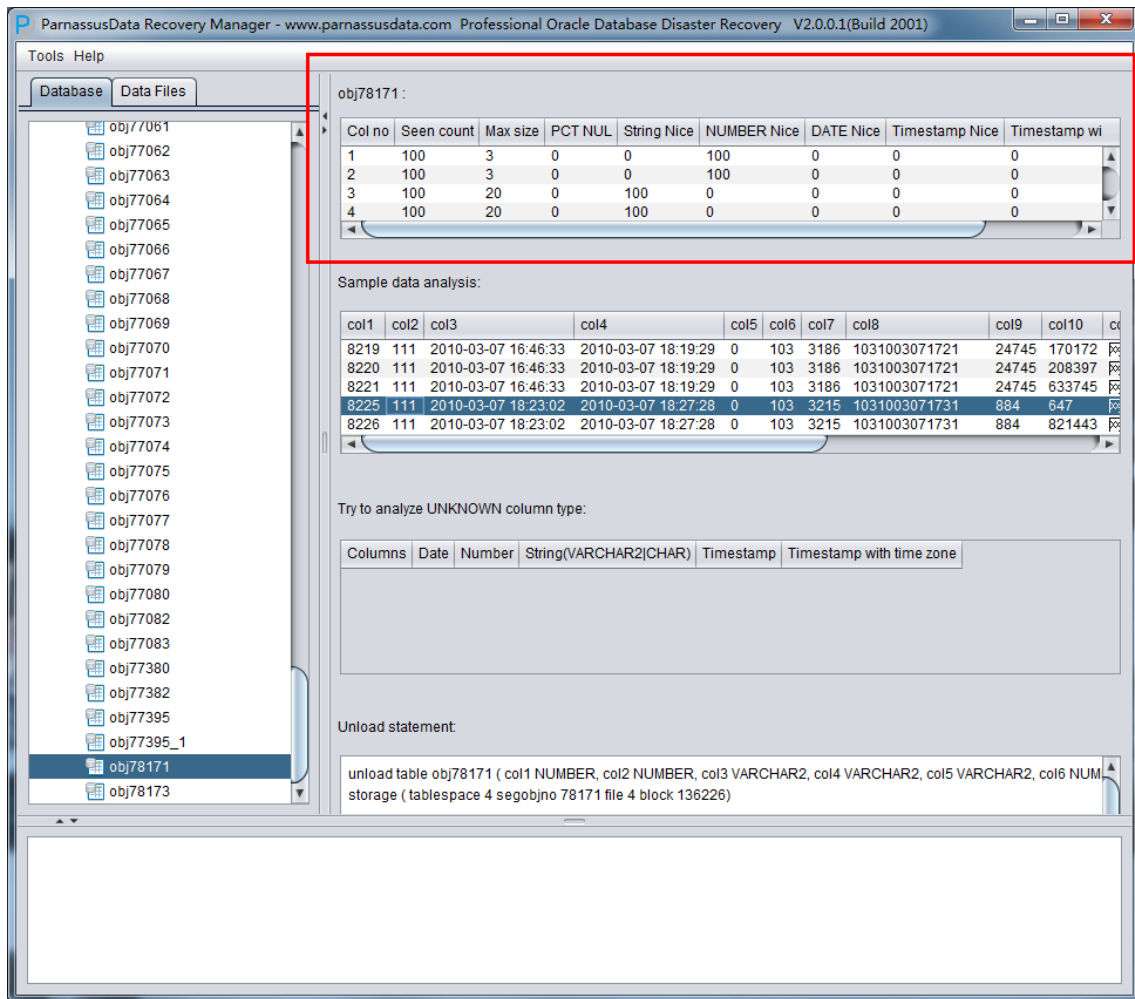 ParnassusData Recovery Manager - www.parnassusdata.com Professional Oracle Database Disaster Recovery V2.0.0.1(Build 2001)
Tools Help
Database Data Files
obj77061
obj77062
obj77063
obj77064
obj77065
obj77066
obj77067
obj77068
obj77069
obj77070
obj77071
obj77072
obj77073
obj77074
obj77075
obj77076
obj77077
obj77078
obj77079
obj77080
obj77082
obj77083
obj77380
obj77382
obj77395
obj77395_1
obj78171
obj78173
obj78171 :
Col no Seen count Max size PCT NUL String Nice NUMBER Nice DATE Nice Timestamp Nice Timestamp wi
1 100 3 0 0 100 0 0 0
2 100 3 0 0 100 0 0 0
3 100 20 0 100 0 0 0 0
4 100 20 0 100 0 0 0 0
Sample data analysis:
col1 col2 col3 col4 col5 col6 col7 col8 col9 col10
8219 111 2010-03-07 16:46:33 2010-03-07 18:19:29 0 103 3186 1031003071721 24745 170172
8220 111 2010-03-07 16:46:33 2010-03-07 18:19:29 0 103 3186 1031003071721 24745 208397
8221 111 2010-03-07 16:46:33 2010-03-07 18:19:29 0 103 3186 1031003071721 24745 633745
8225 111 2010-03-07 18:23:02 2010-03-07 18:27:28 0 103 3215 1031003071731 884 647
8226 111 2010-03-07 18:23:02 2010-03-07 18:27:28 0 103 3215 1031003071731 884 821443
Try to analyze UNKNOWN column type:
Columns Date Number String(VARCHAR2|CHAR) Timestamp Timestamp with time zone
Unload statement:
unload table obj78171 ( col1 NUMBER, col2 NUMBER, col3 VARCHAR2, col4 VARCHAR2, col5 VARCHAR2, col6 NUM
storage ( tablespace 4 segobjno 78171 file 4 block 136226)